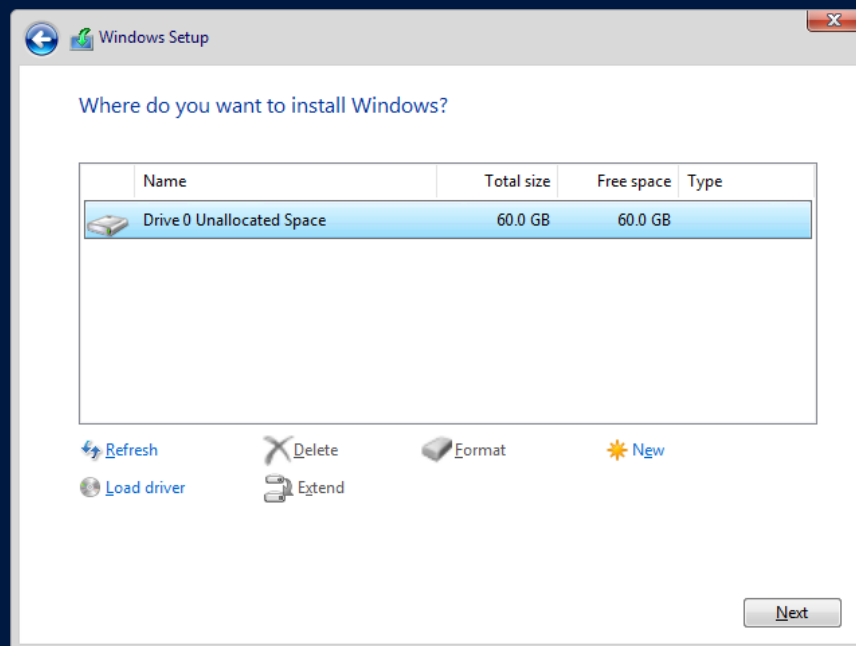 Windows Setup
Where do you want to install Windows?
Name Total size Free space Type
Drive 0 Unallocated Space 60.0 GB 60.0 GB
Refresh Delete Format New
Load driver Extend
Next